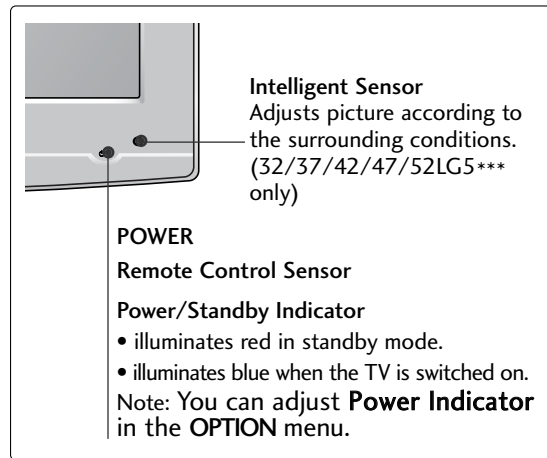 Intelligent Sensor
Adjusts picture according to
the surrounding conditions.
(32/37/42/47/52LG5***
only)
POWER
Remote Control Sensor
Power/Standby Indicator
• illuminates red in standby mode.
• illuminates blue when the TV is switched on.
Note: You can adjust Power Indicator
in the OPTION menu.